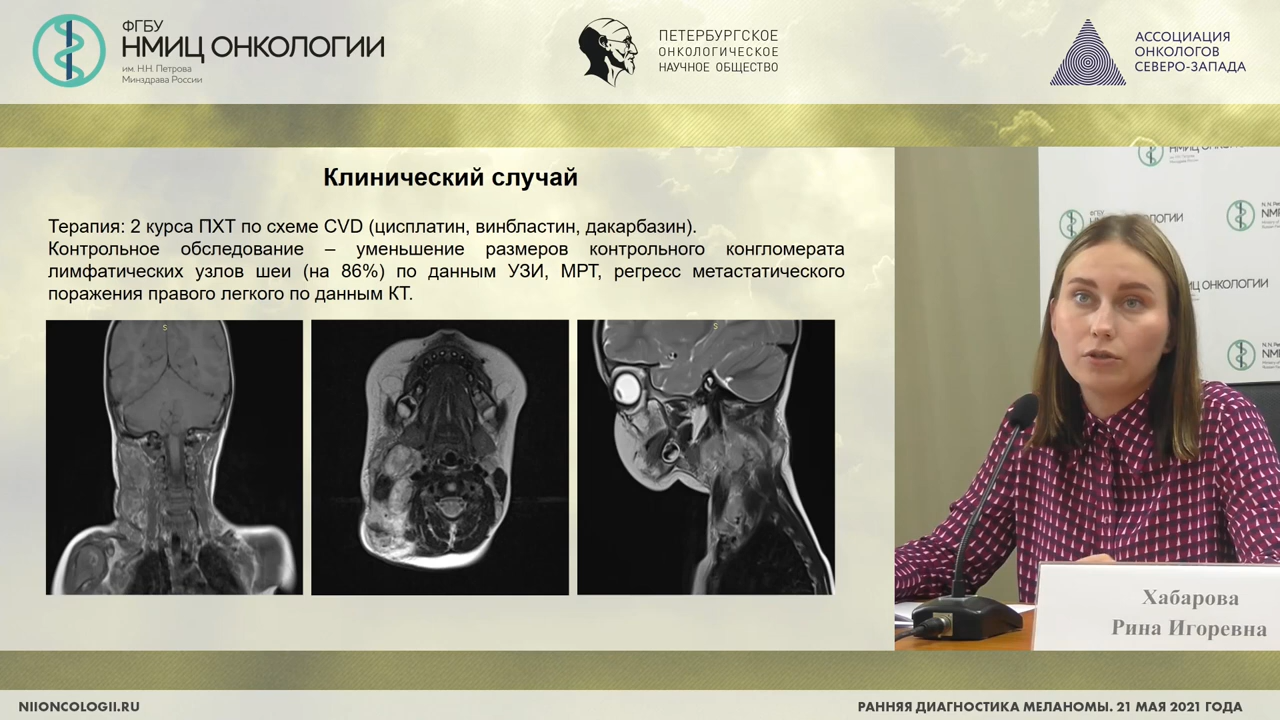 ФГБУ
НМИЦ ОНКОЛОГИИ
им. Н.Н. Петрова
Минздрава России
ПЕТЕРБУРГСКОЕ
ОНКОЛОГИЧЕСКОЕ
НАУЧНОЕ ОБЩЕСТВО
АССОЦИАЦИЯ
ОНКОЛОГОВ
СЕВЕРО-ЗАПАДА
Клинический случай
Терапия: 2 курса ПХТ по схеме CVD (цисплатин, винбластин, дакарбазин).
Контрольное обследование – уменьшение размеров контрольного конгломерата
лимфатических узлов шеи (на 86%) по данным УЗИ, МРТ, регресс метастатического
поражения правого легкого по данным КТ.
S
S
Хабарова
Рина Игоревна
NIIONCOLOGII.RU
РАННЯЯ ДИАГНОСТИКА МЕЛАНОМЫ. 21 МАЯ 2021 ГОДА